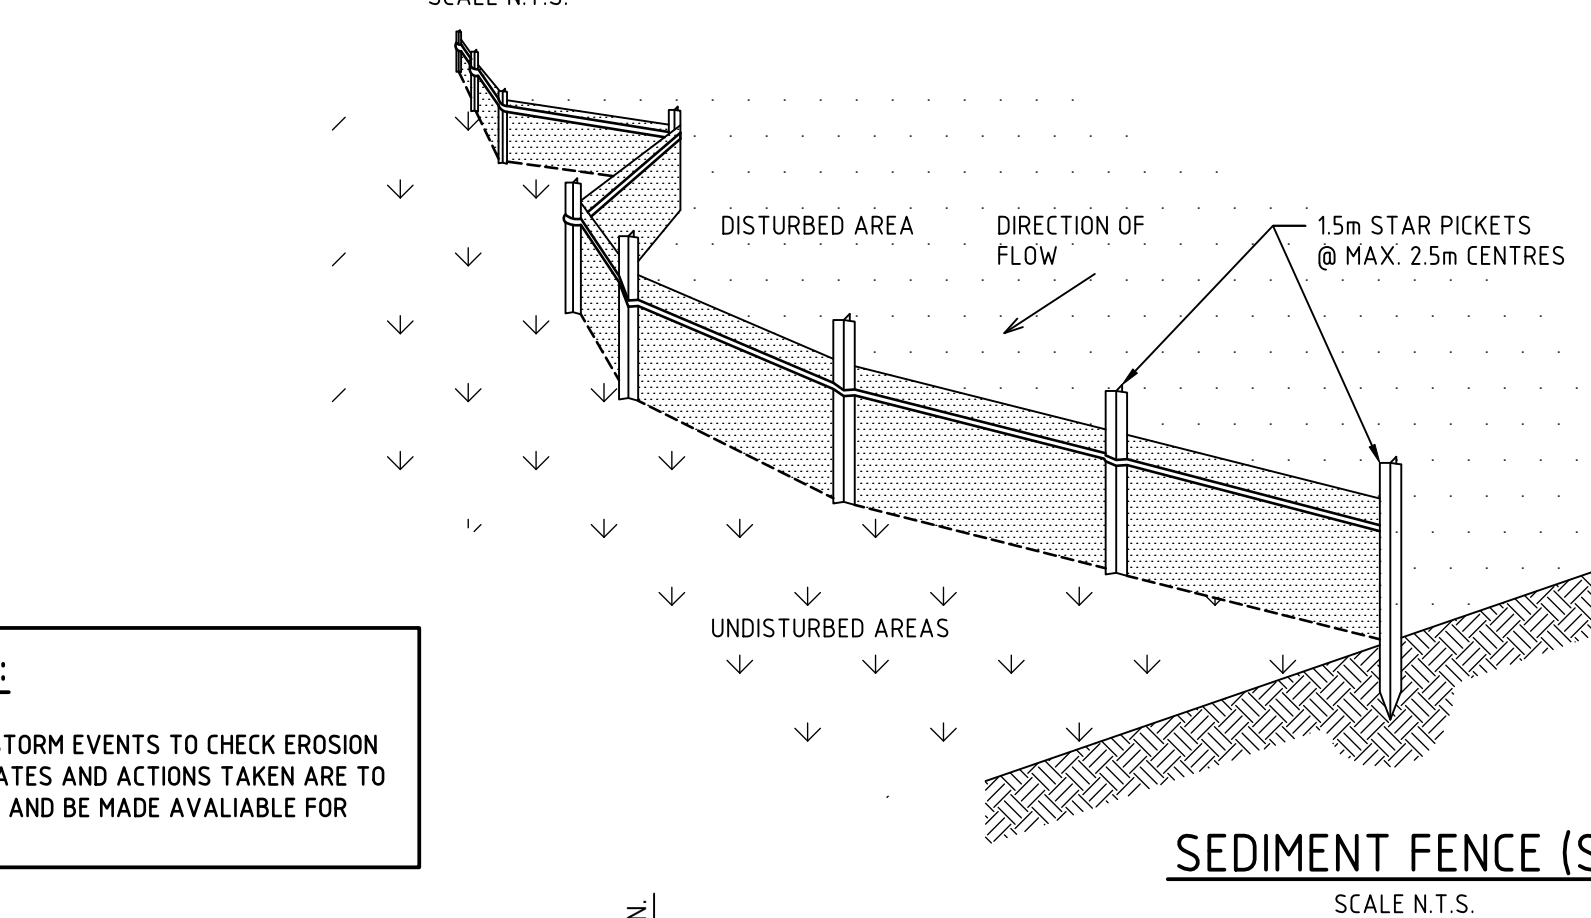 SCALE N.T.S.
DISTURBED AREA
DIRECTION OF
FLOW
1.5m STAR PICKETS
@ MAX. 2.5m CENTRES
UNDISTURBED AREAS
:
STORM EVENTS TO CHECK EROSION
ATES AND ACTIONS TAKEN ARE TO
AND BE MADE AVALIABLE FOR
SEDIMENT FENCE (S
SCALE N.T.S.
N.